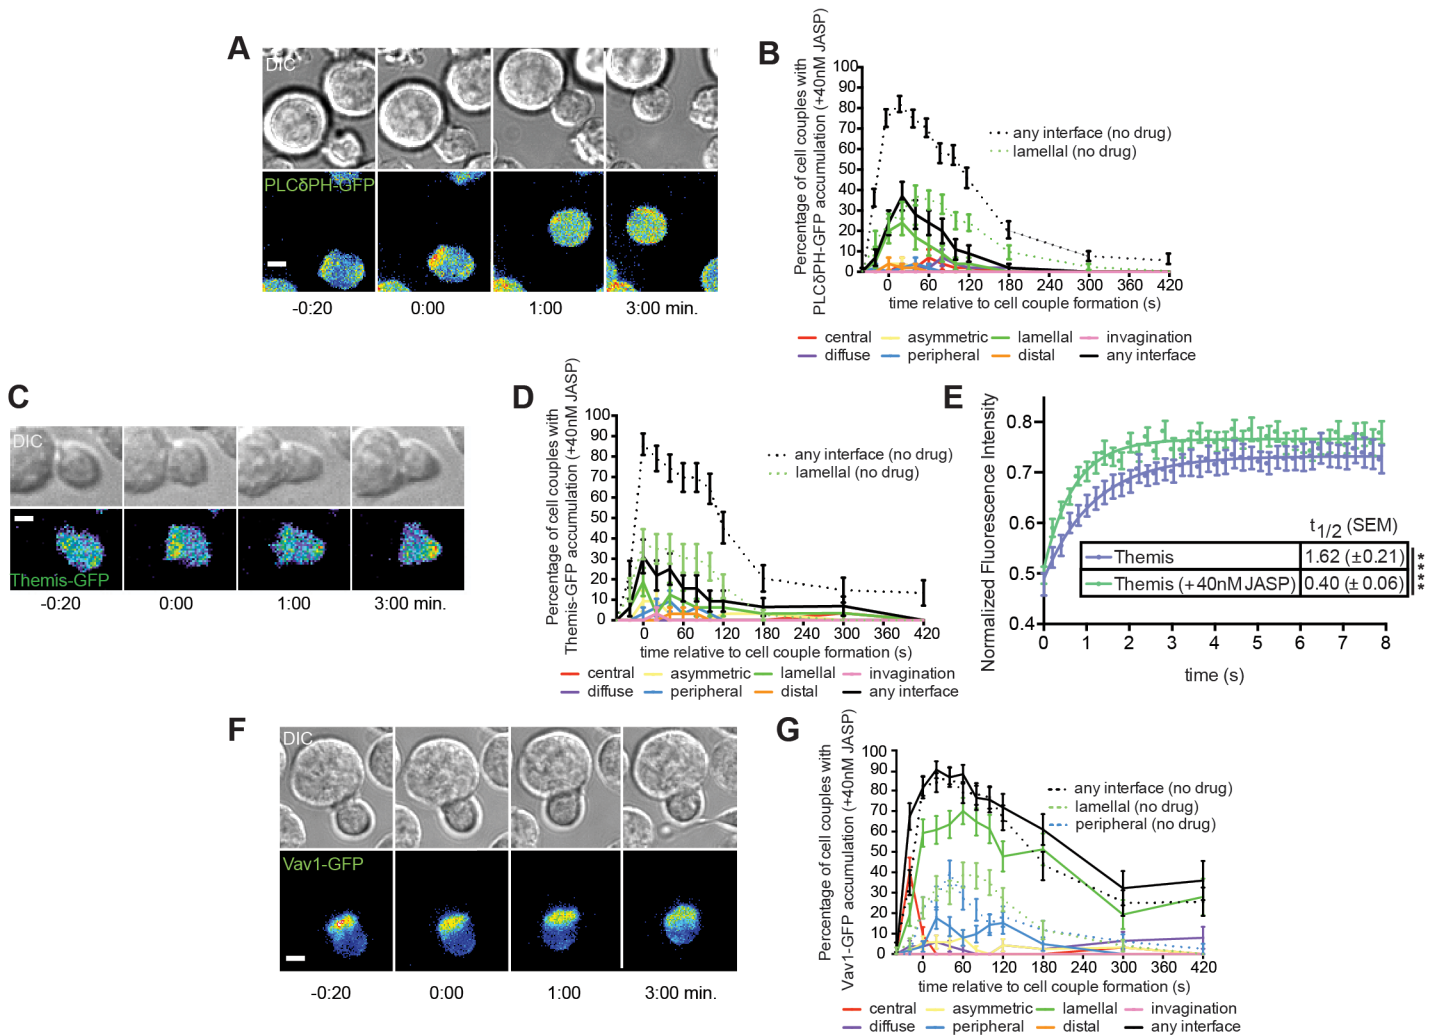 A
DIC
PLCδPH-GFP
-0:20 0:00 1:00 3:00 min.
B
Percentage of cell couples with
PLCδPH-GFP accumulation (+40nM JASP)
100
90
80
70
60
50
40
30
20
10
0
any interface (no drug)
lamellal (no drug)
0 60 120 180 240 300 360 420
time relative to cell couple formation (s)
central asymmetric lamellal invagination
diffuse peripheral distal any interface
C
DIC
Themis-GFP
-0:20 0:00 1:00 3:00 min.
D
Percentage of cell couples with
Themis-GFP accumulation (+40nM JASP)
100
90
80
70
60
50
40
30
20
10
0
any interface (no drug)
lamellal (no drug)
0 60 120 180 240 300 360 420
time relative to cell couple formation (s)
central asymmetric lamellal invagination
diffuse peripheral distal any interface
E
Normalized Fluorescence Intensity
0.8
0.7
0.6
0.5
0.4
t1/2 (SEM)
Themis 1.62 (±0.21)
Themis (+40nM JASP) 0.40 (± 0.06)
****
0 1 2 3 4 5 6 7 8
time (s)
F
DIC
Vav1-GFP
-0:20 0:00 1:00 3:00 min.
G
Percentage of cell couples with
Vav1-GFP accumulation (+40nM JASP)
100
90
80
70
60
50
40
30
20
10
0
any interface (no drug)
lamellal (no drug)
peripheral (no drug)
0 60 120 180 240 300 360 420
time relative to cell couple formation (s)
central asymmetric lamellal invagination
diffuse peripheral distal any interface